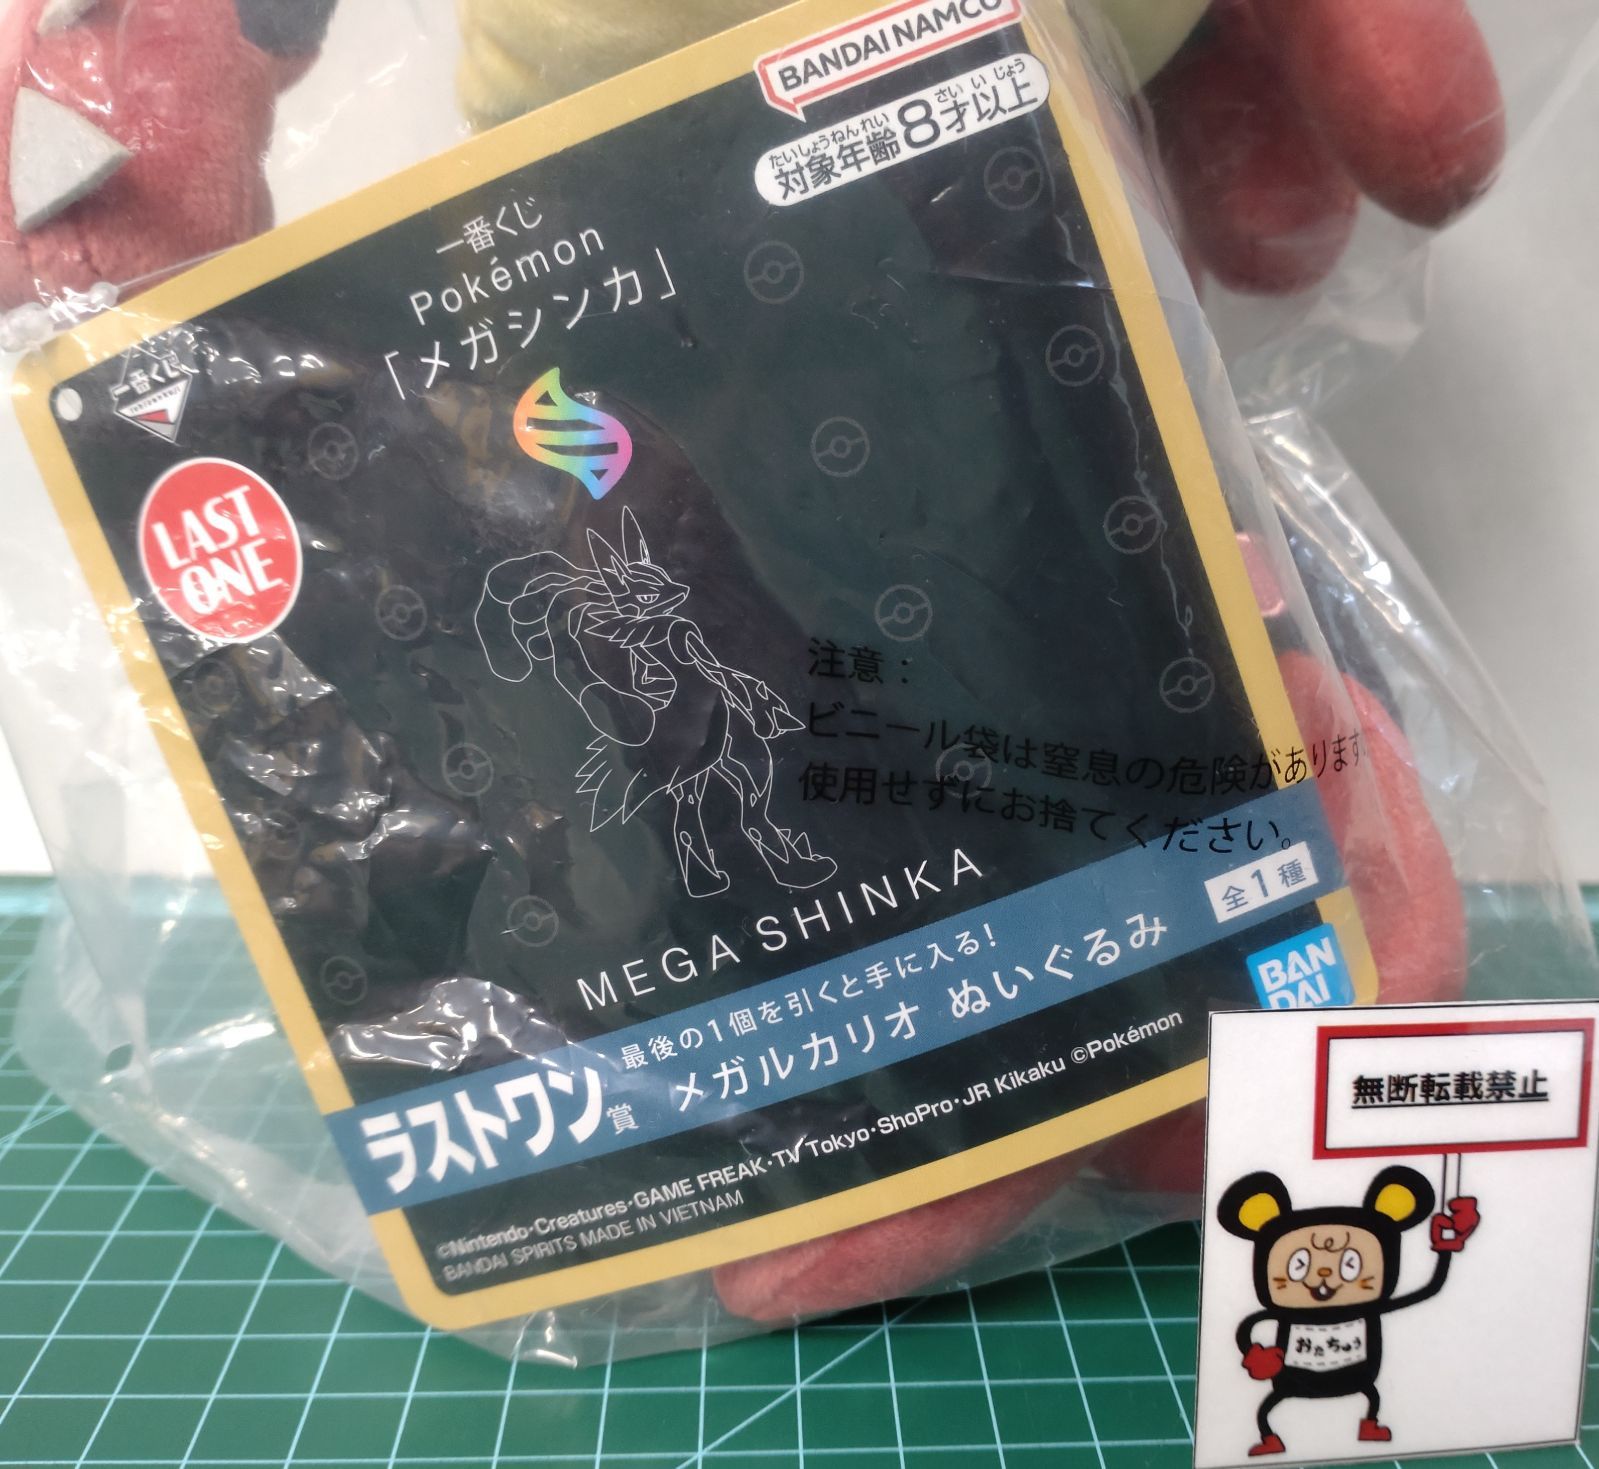 BANDAI NAMCO
たいしょうねんれい さい い じょう
対象年齢8才以上
一番くじ
Pokémon
「メガシンカ」
一番くじ
LAST
ONE
注意：
ビニール袋は窒息の危険があります。
使用せずにお捨てください。
MEGA SHINKA
全1種
最後の1個を引くと手に入る！
ラストワン賞 メガルカリオ ぬいぐるみ
BAN
DAI
©Nintendo・Creatures・GAME FREAK・TV Tokyo・ShoPro・JR Kikaku ©Pokémon
BANDAI SPIRITS MADE IN VIETNAM
無断転載禁止
おたちゅう